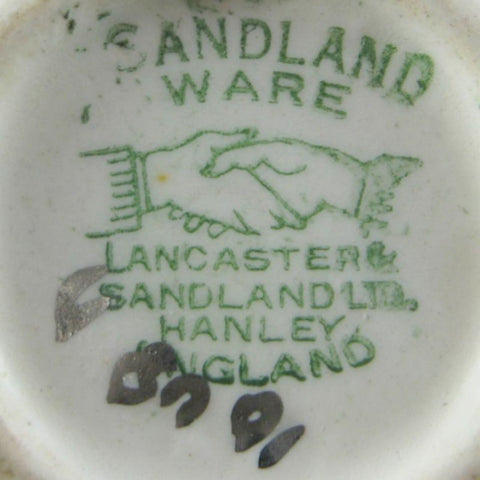 SANDLAND
WARE
LANCASTER &
SANDLAND LTD.
HANLEY
ENGLAND